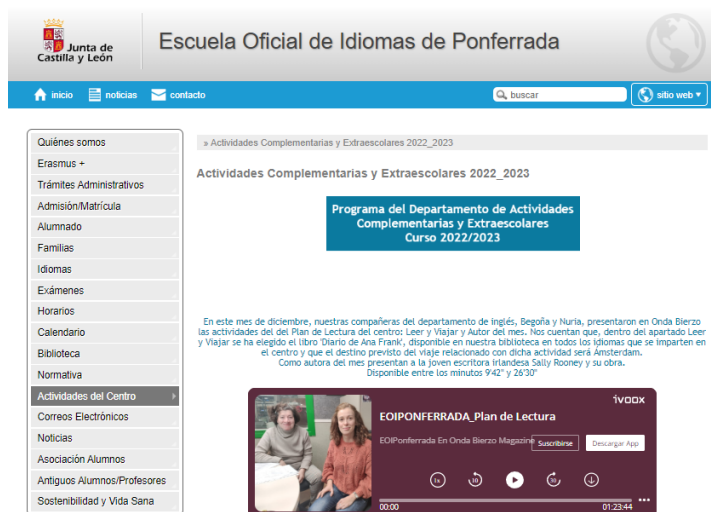 Junta de
Castilla y León
Escuela Oficial de Idiomas de Ponferrada
inicio noticias contacto buscar sitio web ▾
Quiénes somos
Erasmus +
Trámites Administrativos
Admisión/Matrícula
Alumnado
Familias
Idiomas
Exámenes
Horarios
Calendario
Biblioteca
Normativa
Actividades del Centro
Correos Electrónicos
Noticias
Asociación Alumnos
Antiguos Alumnos/Profesores
Sostenibilidad y Vida Sana
» Actividades Complementarias y Extraescolares 2022_2023
Actividades Complementarias y Extraescolares 2022_2023
Programa del Departamento de Actividades
Complementarias y Extraescolares
Curso 2022/2023
En este mes de diciembre, nuestras compañeras del departamento de inglés, Begoña y Nuria, presentaron en Onda Bierzo
las actividades del del Plan de Lectura del centro: Leer y Viajar y Autor del mes. Nos cuentan que, dentro del apartado Leer
y Viajar se ha elegido el libro 'Diario de Ana Frank', disponible en nuestra biblioteca en todos los idiomas que se imparten en
el centro y que el destino previsto del viaje relacionado con dicha actividad será Ámsterdam.
Como autora del mes presentan a la joven escritora irlandesa Sally Rooney y su obra.
Disponible entre los minutos 9'42" y 26'30"
ivoox
EOIPONFERRADA_Plan de Lectura
EOIPonferrada En Onda Bierzo Magazine Suscribirse Descargar App
1x 10 30
00:00 01:23:44